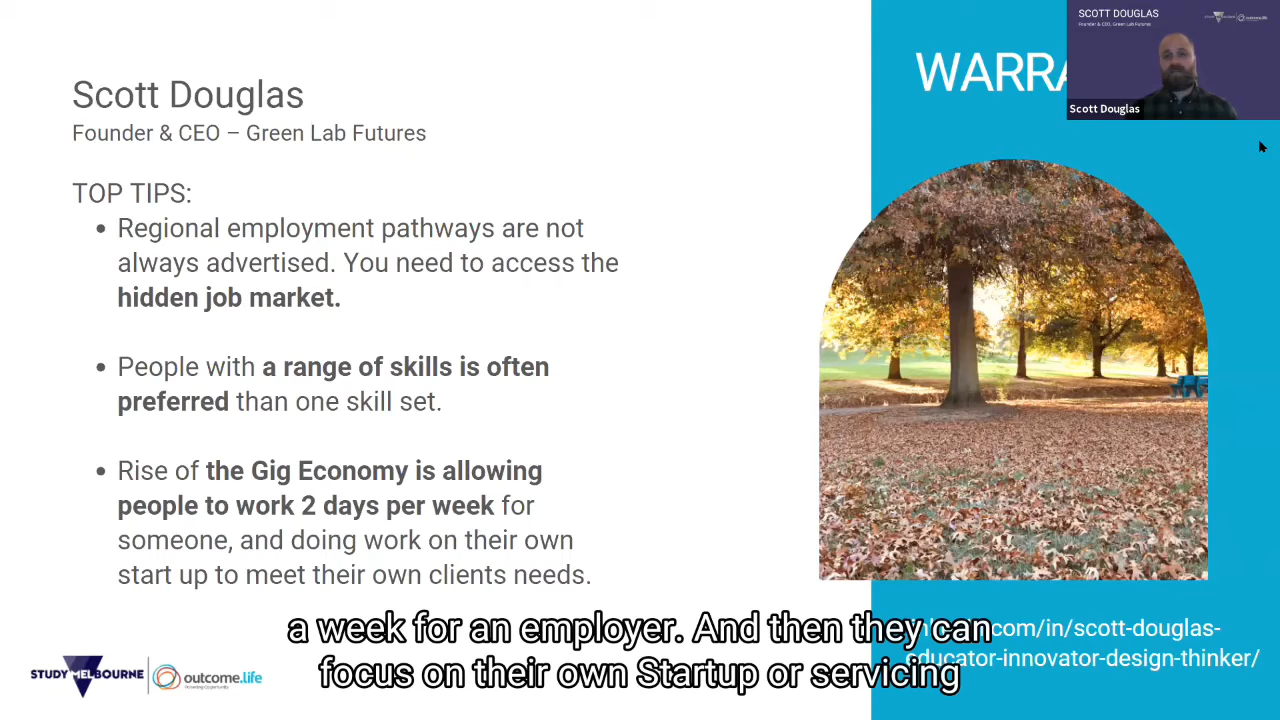 Scott Douglas
Founder & CEO – Green Lab Futures
TOP TIPS:
• Regional employment pathways are not
always advertised. You need to access the
hidden job market.
• People with a range of skills is often
preferred than one skill set.
• Rise of the Gig Economy is allowing
people to work 2 days per week for
someone, and doing work on their own
start up to meet their own clients needs.
SCOTT DOUGLAS
Founder & CEO, Green Lab Futures
Scott Douglas
a week for an employer. And then they can
focus on their own Startup or servicing
.com/in/scott-douglas-
educator-innovator-design-thinker/
STUDY MELBOURNE
outcome.life
Providing Opportunity